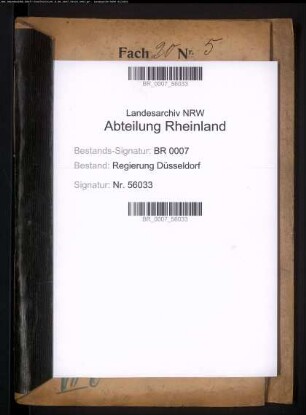 Fach 20 Nr. 5
BR_0007_56033
Landesarchiv NRW
Abteilung Rheinland
Bestands-Signatur: BR 0007
Bestand: Regierung Düsseldorf
Signatur: Nr. 56033
BR_0007_56033